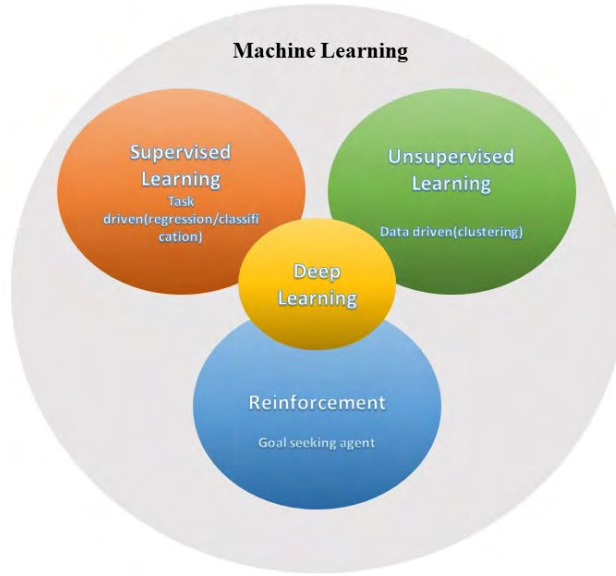 Machine Learning
Supervised
Learning
Task
driven(regression/classifi
cation)
Unsupervised
Learning
Data driven(clustering)
Deep
Learning
Reinforcement
Goal seeking agent